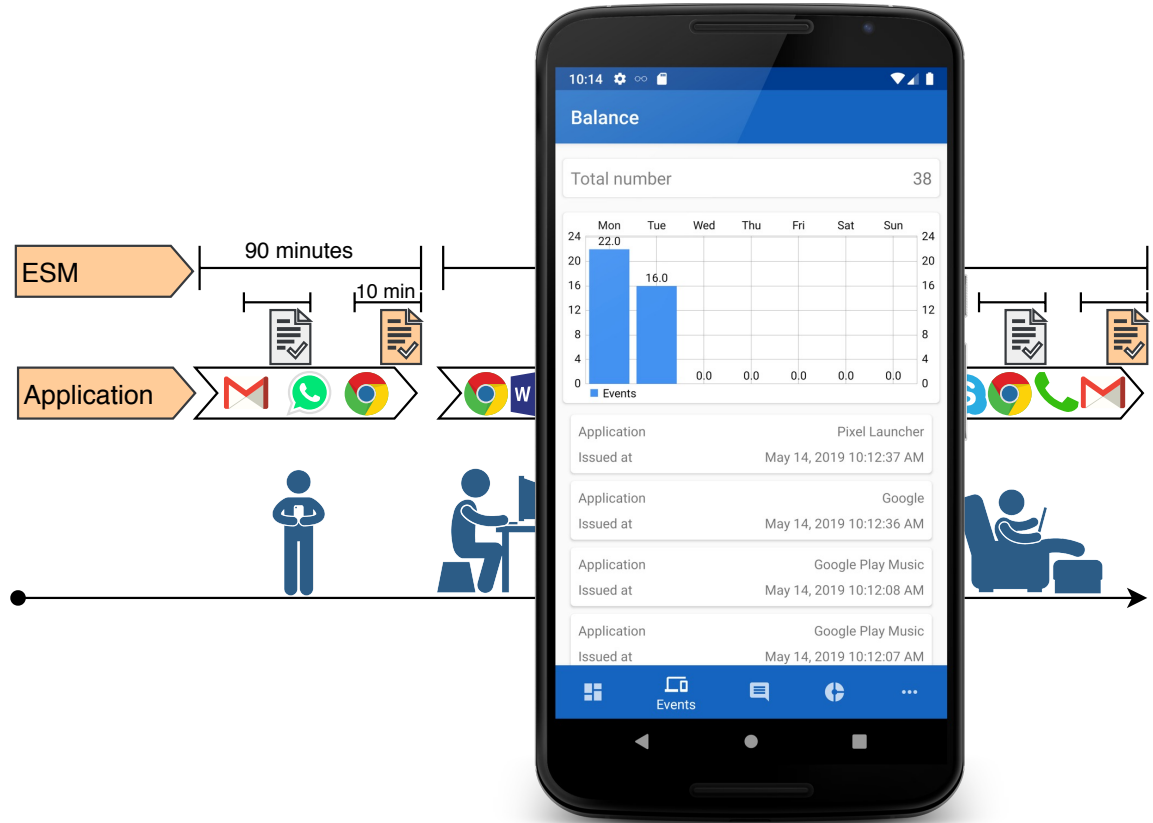 ESM
90 minutes
10 min
Application
W
S
10:14
Balance
Total number 38
Mon Tue Wed Thu Fri Sat Sun
24 22.0 24
20 20
16 16.0 16
12 12
8 8
4 4
0 0.0 0.0 0.0 0.0 0.0 0
Events
Application Pixel Launcher
Issued at May 14, 2019 10:12:37 AM
Application Google
Issued at May 14, 2019 10:12:36 AM
Application Google Play Music
Issued at May 14, 2019 10:12:08 AM
Application Google Play Music
Issued at May 14, 2019 10:12:07 AM
Events